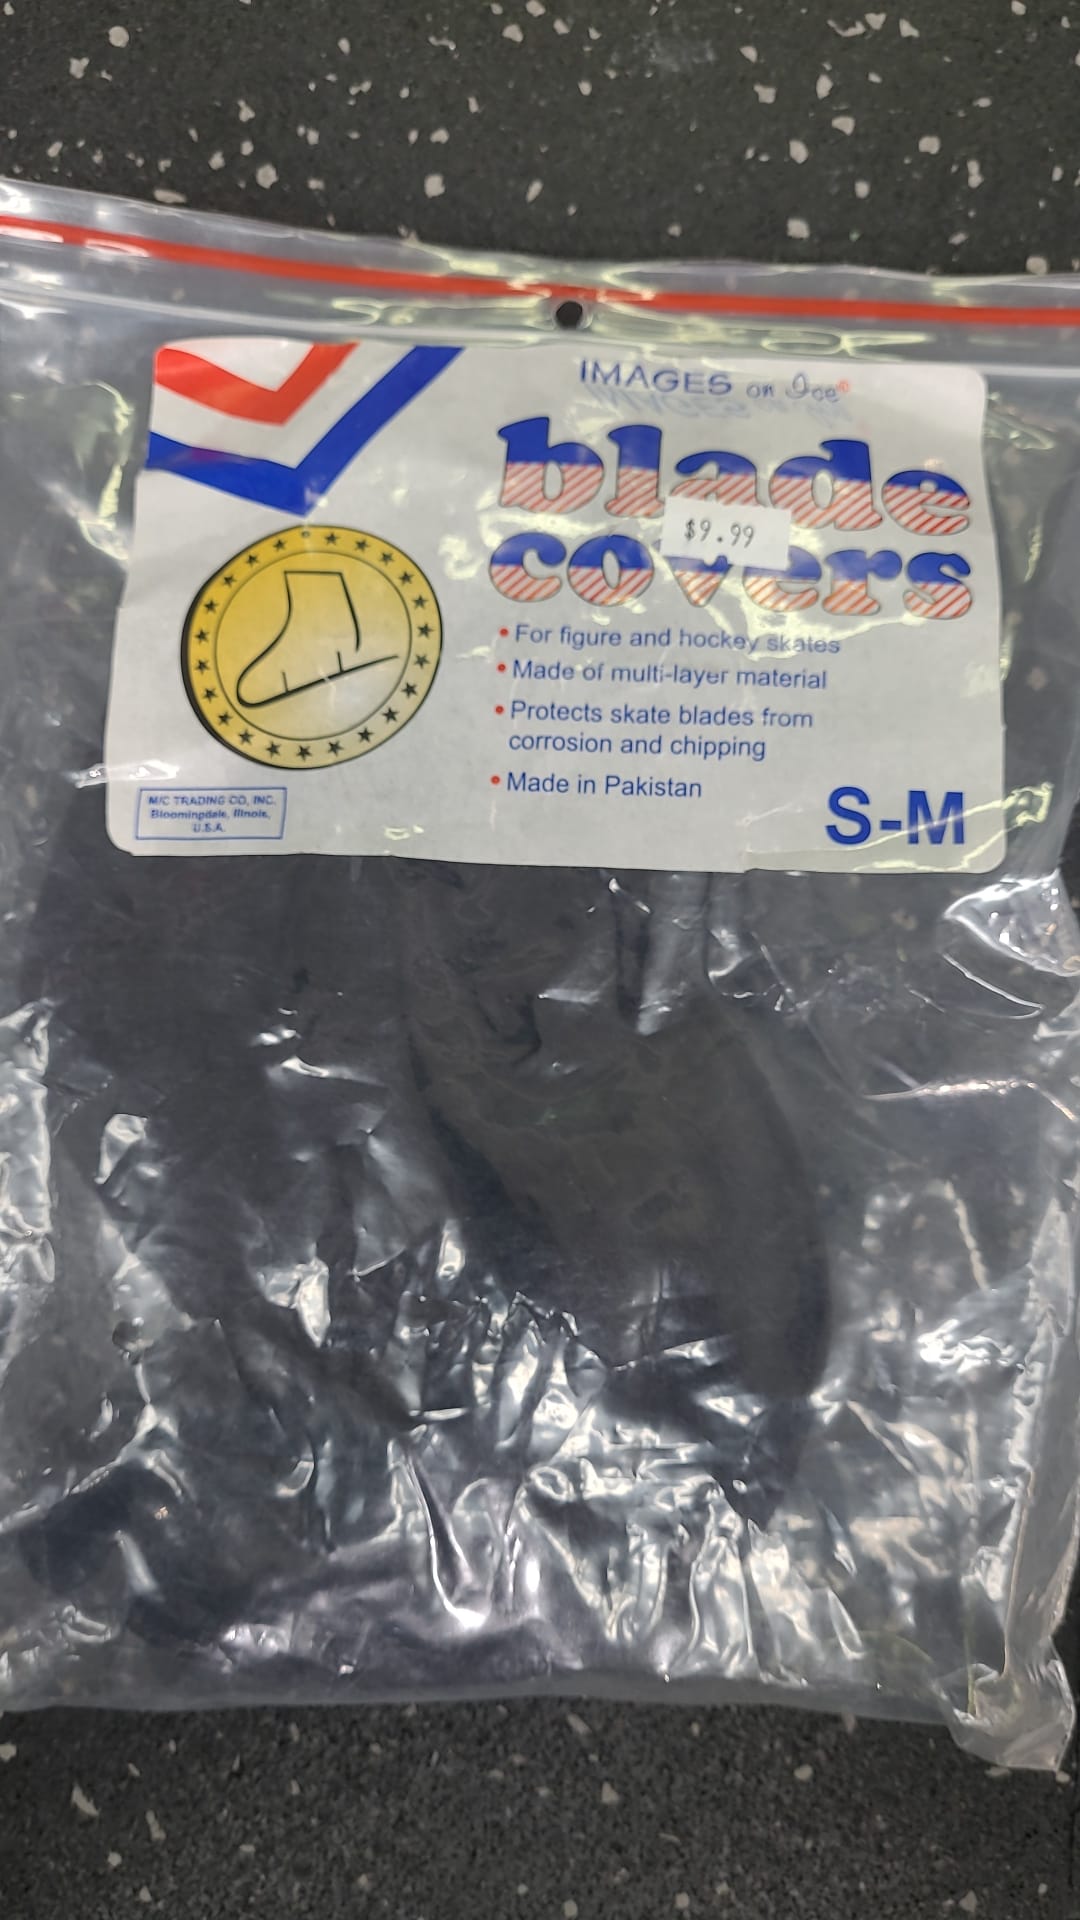 IMAGES on Ice®
blade
$9.99
covers
• For figure and hockey skates
• Made of multi-layer material
• Protects skate blades from
corrosion and chipping
• Made in Pakistan
M/C TRADING CO, INC.
Bloomingdale, Illinois,
U.S.A.
S-M